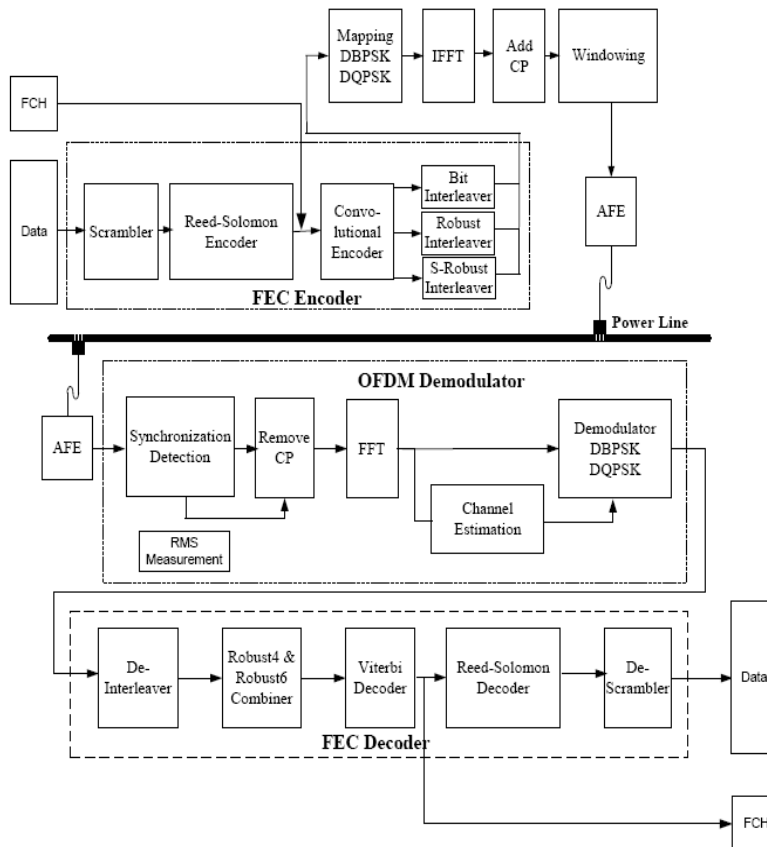 Mapping
DBPSK
DQPSK
IFFT
Add
CP
Windowing
FCH
AFE
Data
Scrambler
Reed-Solomon
Encoder
Convo-
lutional
Encoder
Bit
Interleaver
Robust
Interleaver
S-Robust
Interleaver
FEC Encoder
Power Line
OFDM Demodulator
AFE
Synchronization
Detection
Remove
CP
FFT
Demodulator
DBPSK
DQPSK
Channel
Estimation
RMS
Measurement
De-
Interleaver
Robust4 &
Robust6
Combiner
Viterbi
Decoder
Reed-Solomon
Decoder
De-
Scrambler
Data
FEC Decoder
FCH